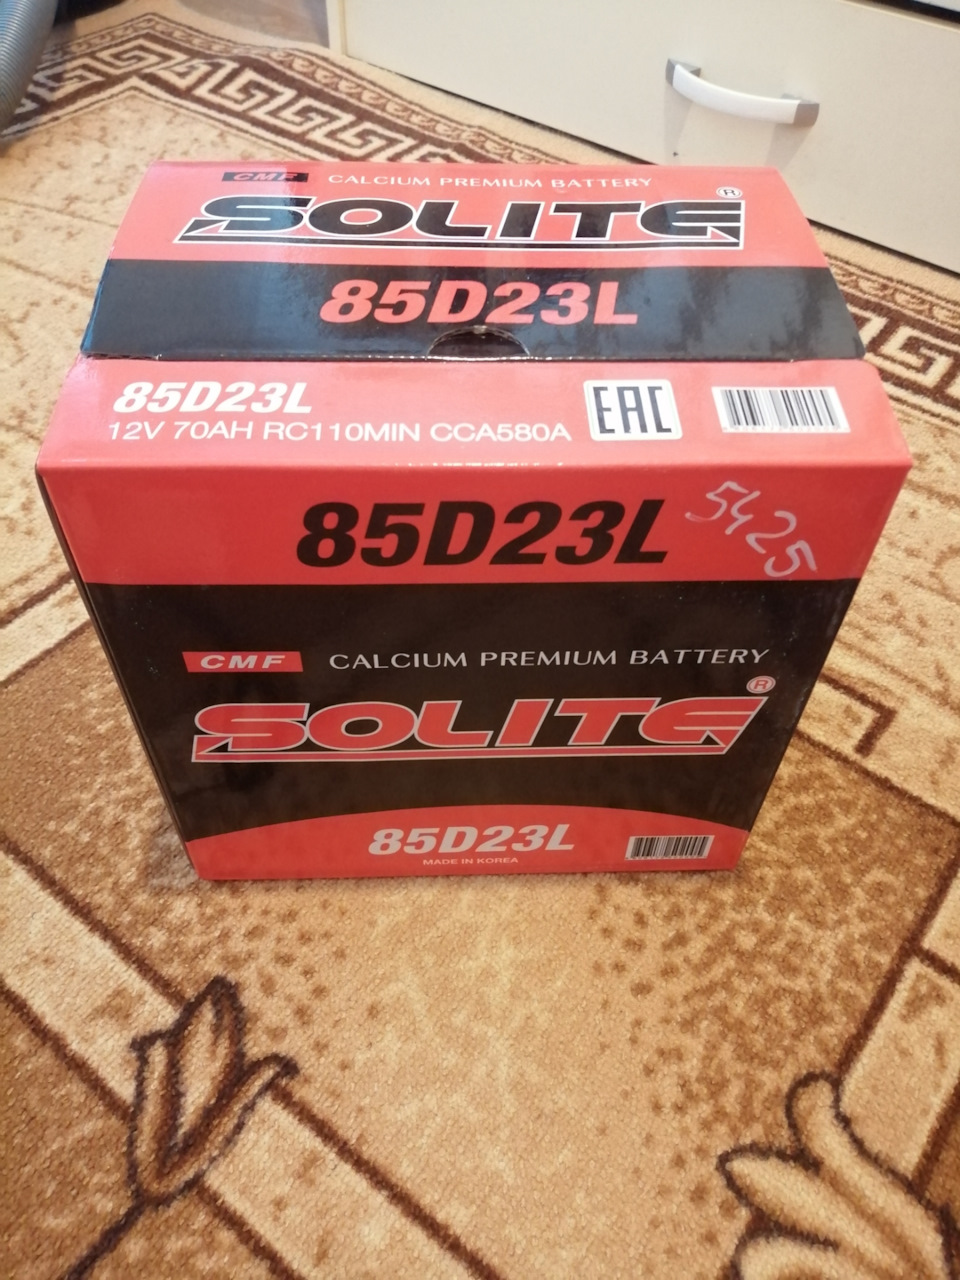 CMF CALCIUM PREMIUM BATTERY
SOLITE ®
85D23L
85D23L
12V 70AH RC110MIN CCA580A
EAC
85D23L
5425
CMF CALCIUM PREMIUM BATTERY
SOLITE ®
85D23L
MADE IN KOREA